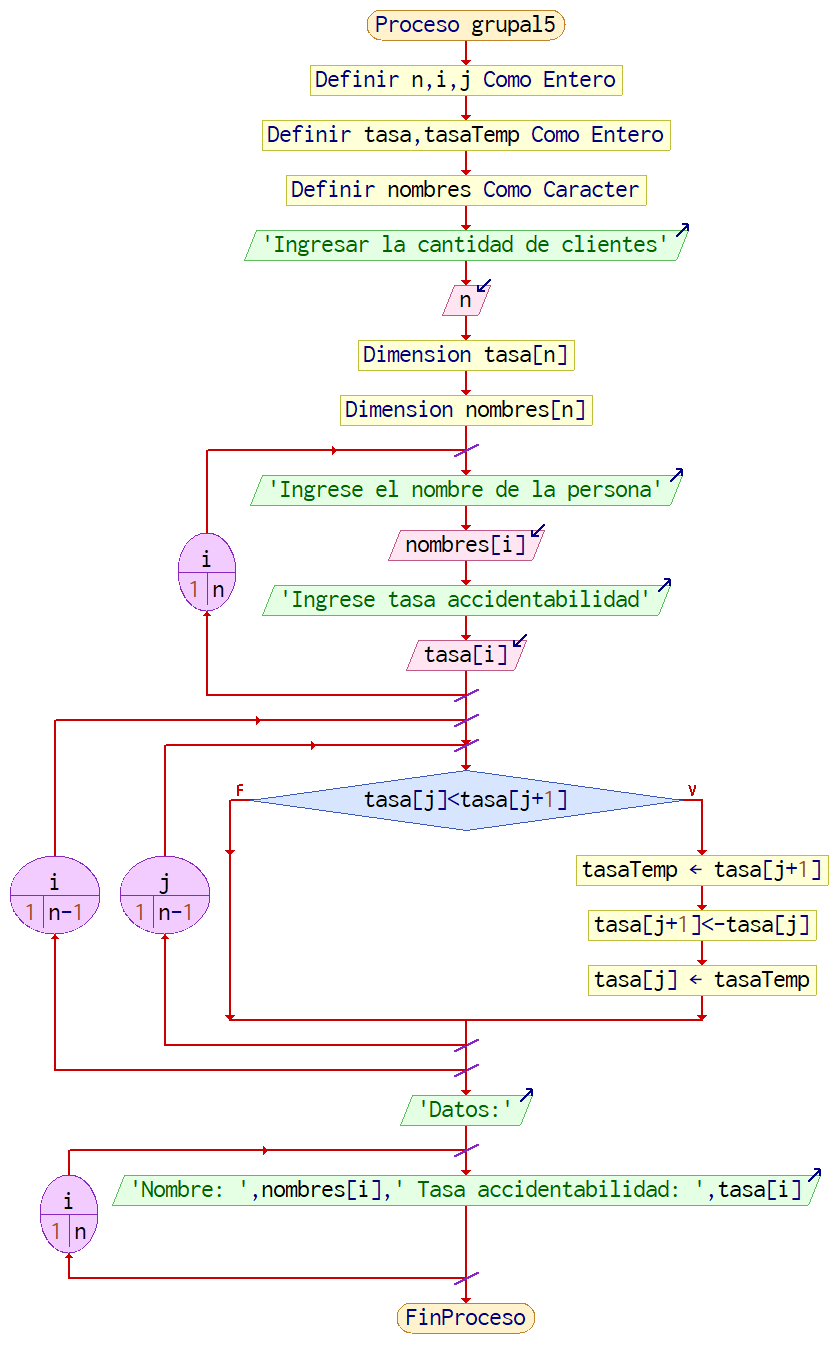 Proceso grupal5
Definir n,i,j Como Entero
Definir tasa,tasaTemp Como Entero
Definir nombres Como Caracter
'Ingresar la cantidad de clientes'
n
Dimension tasa[n]
Dimension nombres[n]
'Ingrese el nombre de la persona'
nombres[i]
i
1 n
'Ingrese tasa accidentabilidad'
tasa[i]
F
tasa[j]<tasa[j+1]
V
i
1 n-1
j
1 n-1
tasaTemp ← tasa[j+1]
tasa[j+1]<-tasa[j]
tasa[j] ← tasaTemp
'Datos:'
i
1 n
'Nombre: ',nombres[i],' Tasa accidentabilidad: ',tasa[i]
FinProceso